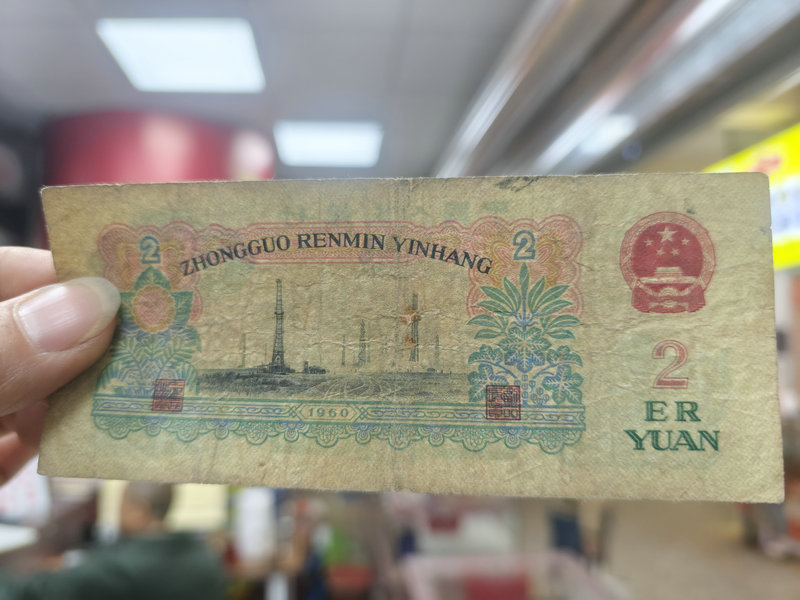 2
ZHONGGUO RENMIN YINHANG
2
1960
2
ER
YUAN